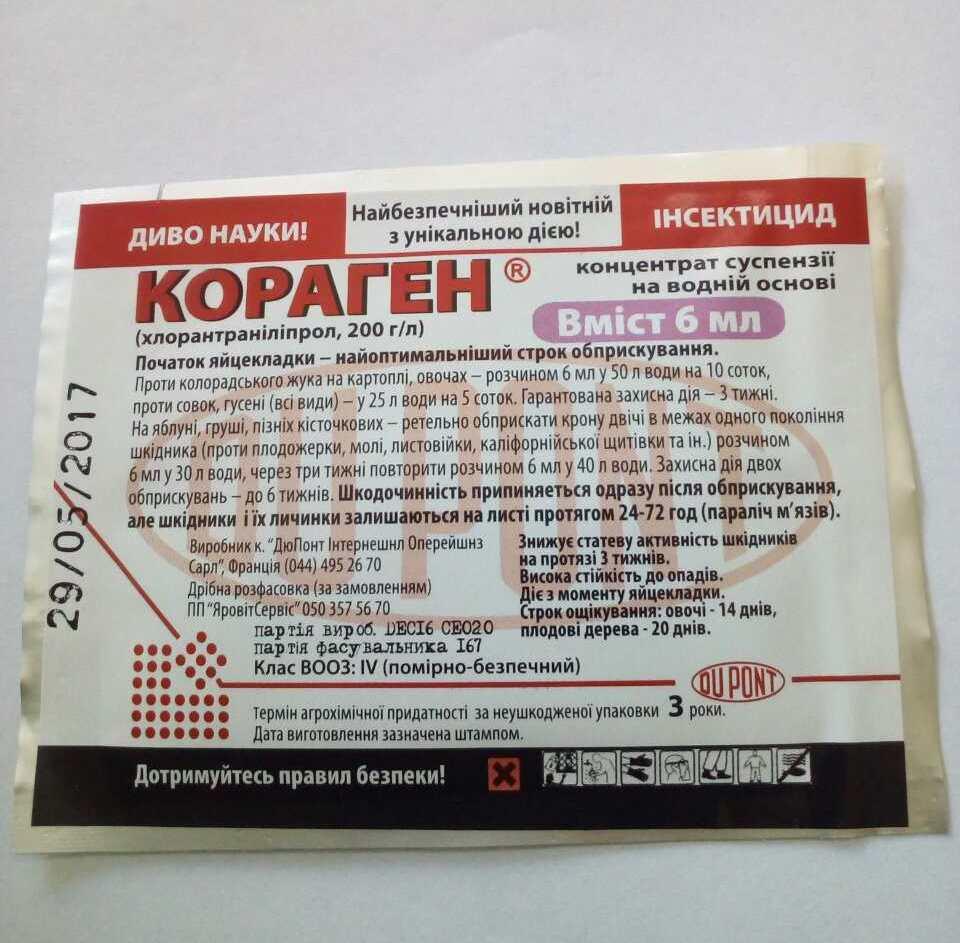 ДИВО НАУКИ!
Найбезпечніший новітній
з унікальною дією!
ІНСЕКТИЦИД
КОРАГЕН®
концентрат суспензії
на водній основі
(хлорантраніліпрол, 200 г/л)
Вміст 6 мл
Початок яйцекладки – найоптимальніший строк обприскування.
Проти колорадського жука на картоплі, овочах – розчином 6 мл у 50 л води на 10 соток,
проти совок, гусені (всі види) – у 25 л води на 5 соток. Гарантована захисна дія – 3 тижні.
На яблуні, груші, пізніх кісточкових – ретельно обприскати крону двічі в межах одного покоління
шкідника (проти плодожерки, молі, листовійки, каліфорнійської щитівки та ін.) розчином
6 мл у 30 л води, через три тижні повторити розчином 6 мл у 40 л води. Захисна дія двох
обприскувань – до 6 тижнів. Шкодочинність припиняється одразу після обприскування,
але шкідники і їх личинки залишаються на листі протягом 24-72 год (параліч м'язів).
Виробник к. "ДюПонт Інтернешнл Оперейшнз
Сарл", Франція (044) 495 26 70
Дрібна розфасовка (за замовленням)
ПП "ЯровітСервіс" 050 357 56 70
Знижує статеву активність шкідників
на протязі 3 тижнів.
Висока стійкість до опадів.
Діє з моменту яйцекладки.
Строк ощікування: овочі - 14 днів,
плодові дерева - 20 днів.
партія вироб. DEC16 CE020
партія фасувальника 167
Клас ВООЗ: IV (помірно-безпечний)
DU PONT
Термін агрохімічної придатності за неушкодженої упаковки 3 роки.
Дата виготовлення зазначена штампом.
Дотримуйтесь правил безпеки!
29/05/2017
DU PONT